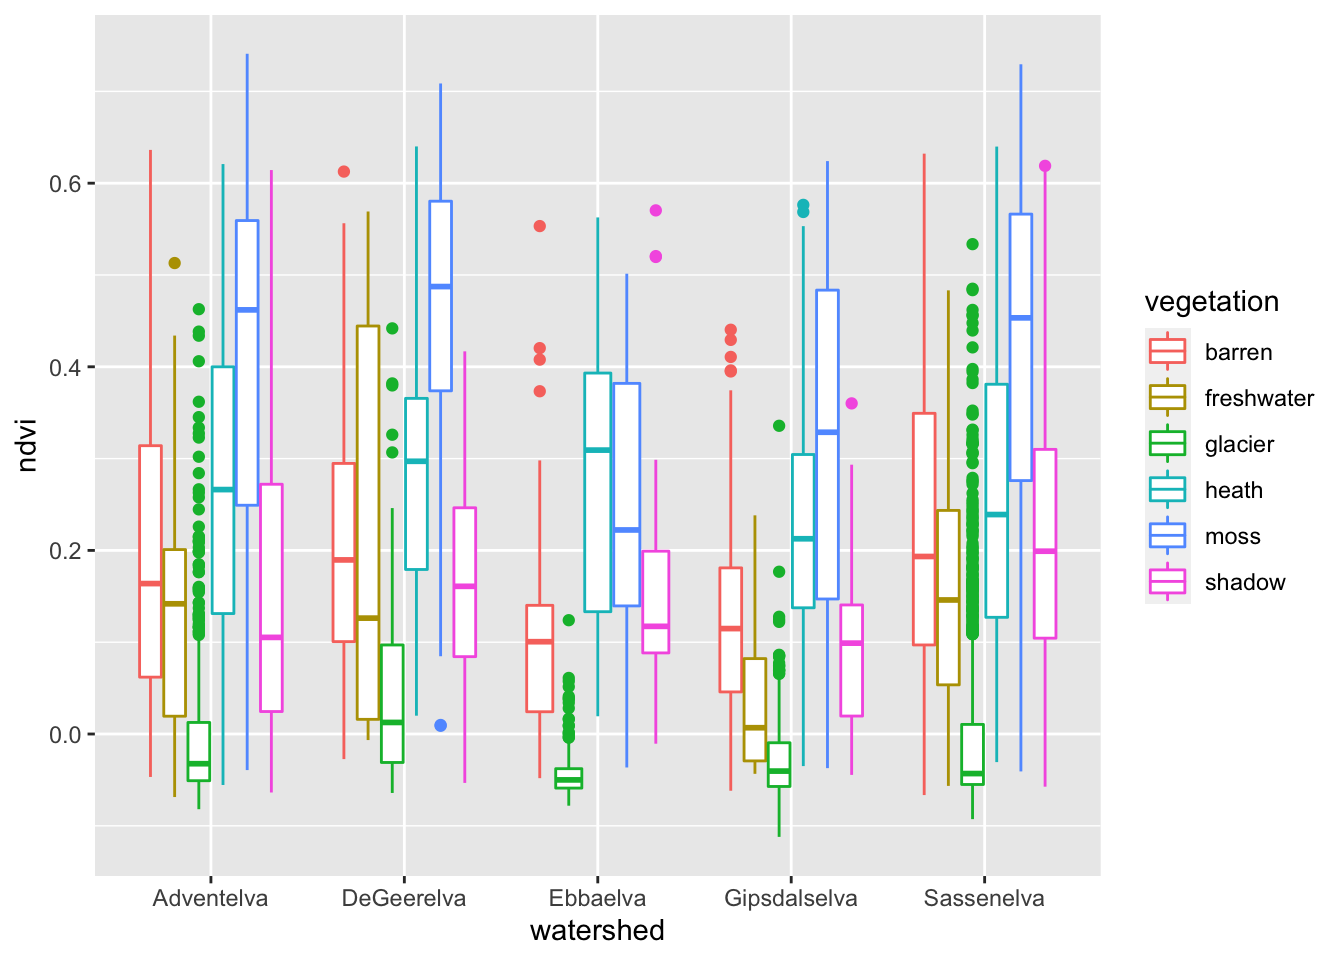 ndvi
0.6
0.4
0.2
0.0
Adventelva DeGeerelva Ebbaelva Gipsdalselva Sassenelva
watershed
vegetation
barren
freshwater
glacier
heath
moss
shadow